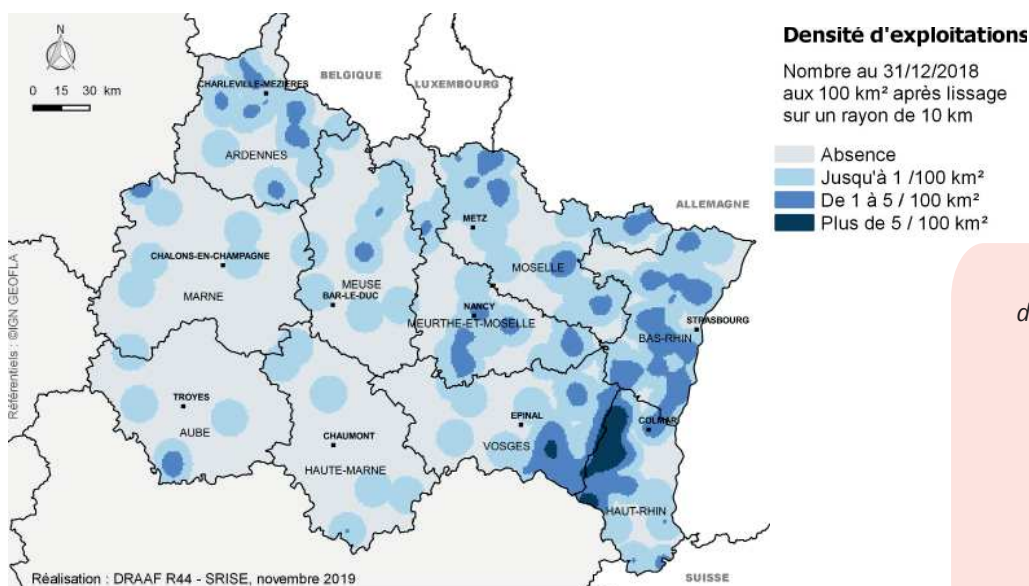 Densité d'exploitations
Nombre au 31/12/2018
aux 100 km² après lissage
sur un rayon de 10 km
Absence
Jusqu'à 1 /100 km²
De 1 à 5 / 100 km²
Plus de 5 / 100 km²
N
0 15 30 km
BELGIQUE
LUXEMBOURG
ALLEMAGNE
SUISSE
CHARLEVILLE-MEZIÈRES
ARDENNES
METZ
MOSELLE
CHALONS-EN-CHAMPAGNE
MARNE
MEUSE
BAR-LE-DUC
NANCY
MEURTHE-ET-MOSELLE
STRASBOURG
BAS-RHIN
TROYES
AUBE
CHAUMONT
HAUTE-MARNE
EPINAL
VOSGES
COLMAR
HAUT-RHIN
Référentiels : ©IGN GEOFLA
Réalisation : DRAAF R44 - SRISE, novembre 2019
d